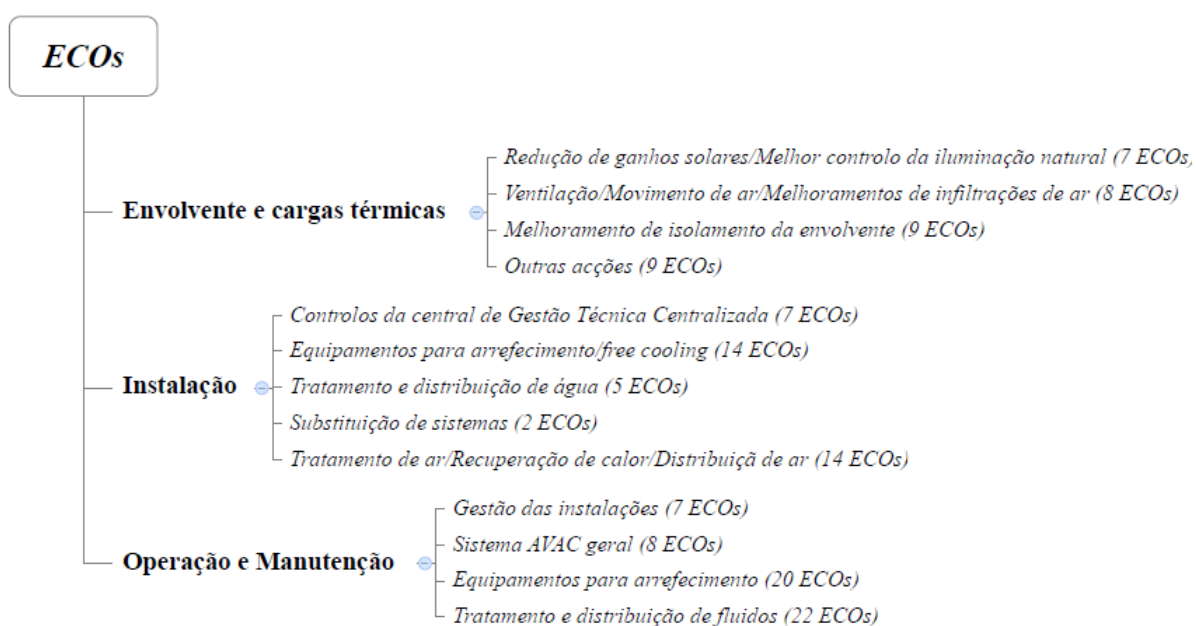 ECOs
Envolvente e cargas térmicas
Redução de ganhos solares/Melhor controlo da iluminação natural (7 ECOs)
Ventilação/Movimento de ar/Melhoramentos de infiltrações de ar (8 ECOs)
Melhoramento de isolamento da envolvente (9 ECOs)
Outras acções (9 ECOs)
Instalação
Controlos da central de Gestão Técnica Centralizada (7 ECOs)
Equipamentos para arrefecimento/free cooling (14 ECOs)
Tratamento e distribuição de água (5 ECOs)
Substituição de sistemas (2 ECOs)
Tratamento de ar/Recuperação de calor/Distribuiçã de ar (14 ECOs)
Operação e Manutenção
Gestão das instalações (7 ECOs)
Sistema AVAC geral (8 ECOs)
Equipamentos para arrefecimento (20 ECOs)
Tratamento e distribuição de fluidos (22 ECOs)